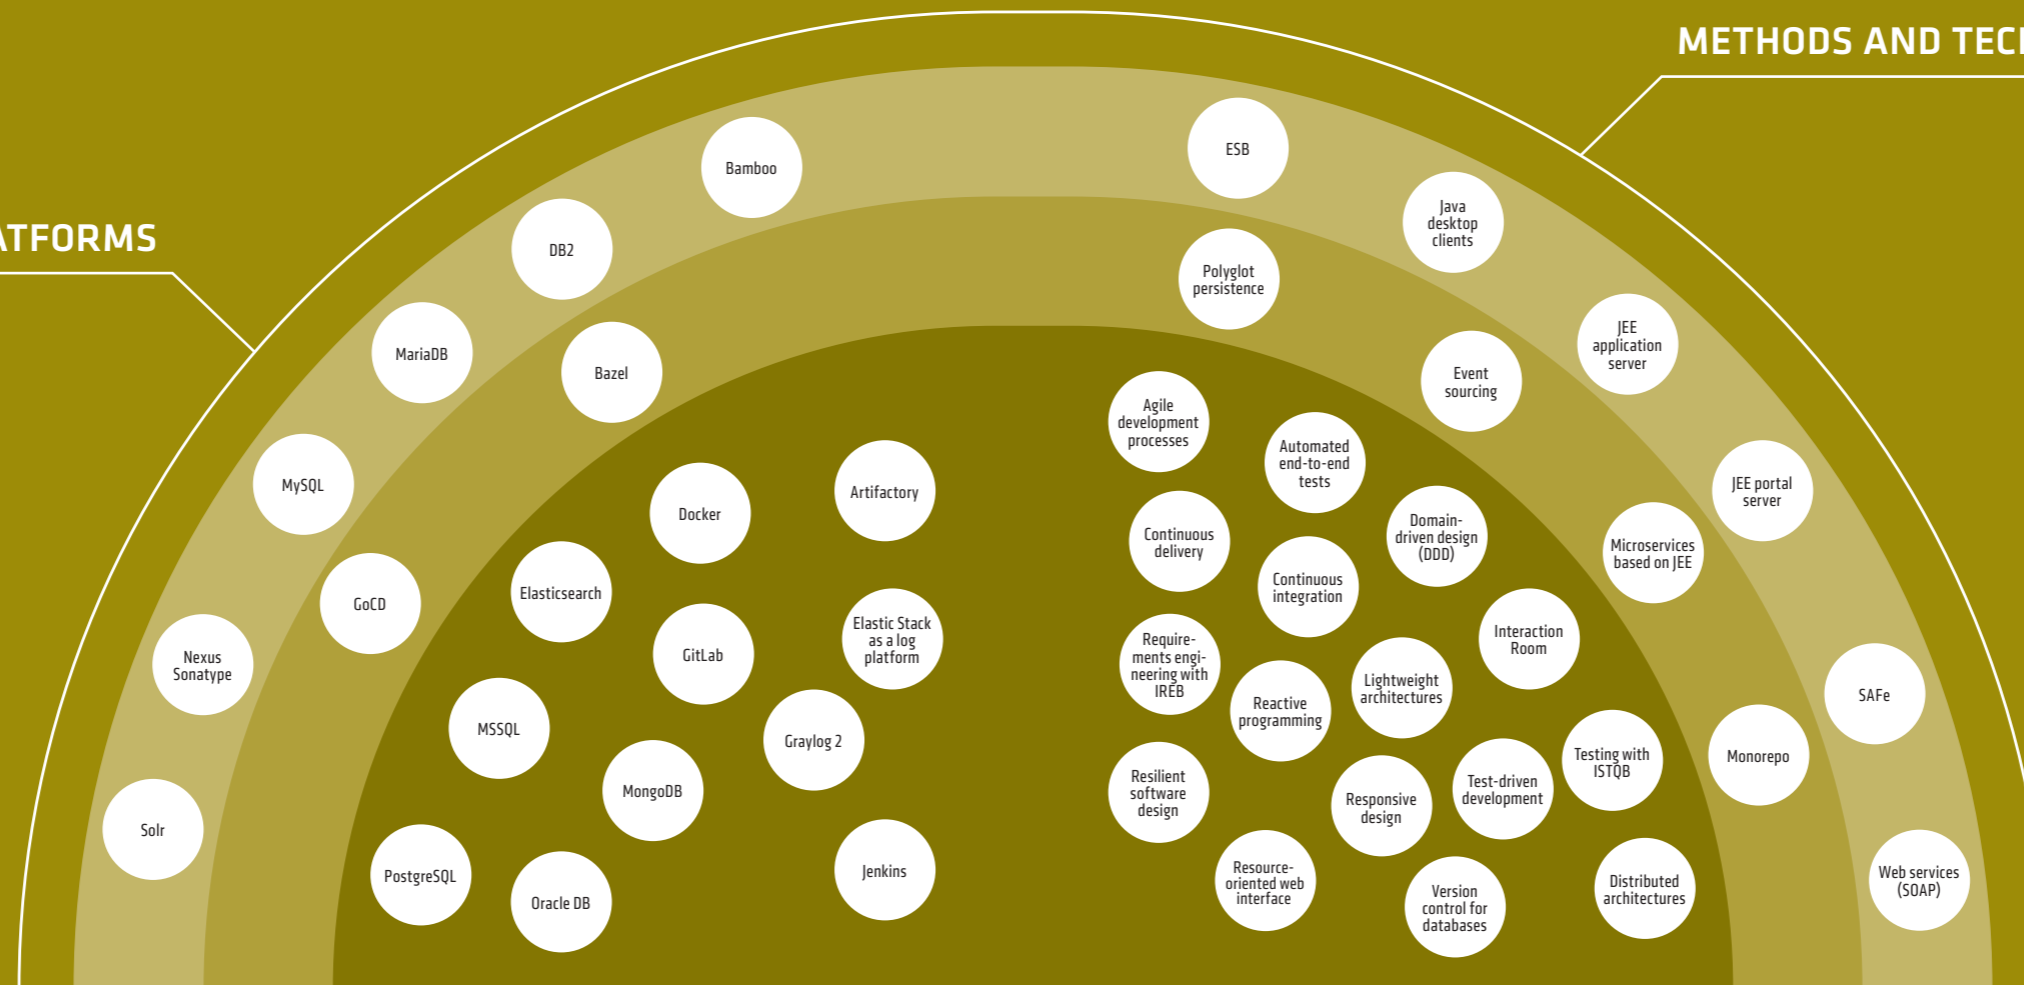 METHODS AND TECH
ATFORMS
Bamboo
DB2
MariaDB
Bazel
MySQL
GoCD
Nexus
Sonatype
Solr
Docker
Artifactory
Elasticsearch
GitLab
Elastic Stack
as a log
platform
MSSQL
Graylog 2
MongoDB
PostgreSQL
Oracle DB
Jenkins
ESB
Java
desktop
clients
Polyglot
persistence
JEE
application
server
Event
sourcing
Agile
development
processes
Automated
end-to-end
tests
JEE portal
server
Domain-
driven design
(DDD)
Continuous
delivery
Microservices
based on JEE
Continuous
integration
Interaction
Room
Require-
ments engi-
neering with
IREB
Lightweight
architectures
Reactive
programming
SAFe
Monorepo
Testing with
ISTQB
Resilient
software
design
Test-driven
development
Responsive
design
Resource-
oriented web
interface
Version
control for
databases
Distributed
architectures
Web services
(SOAP)